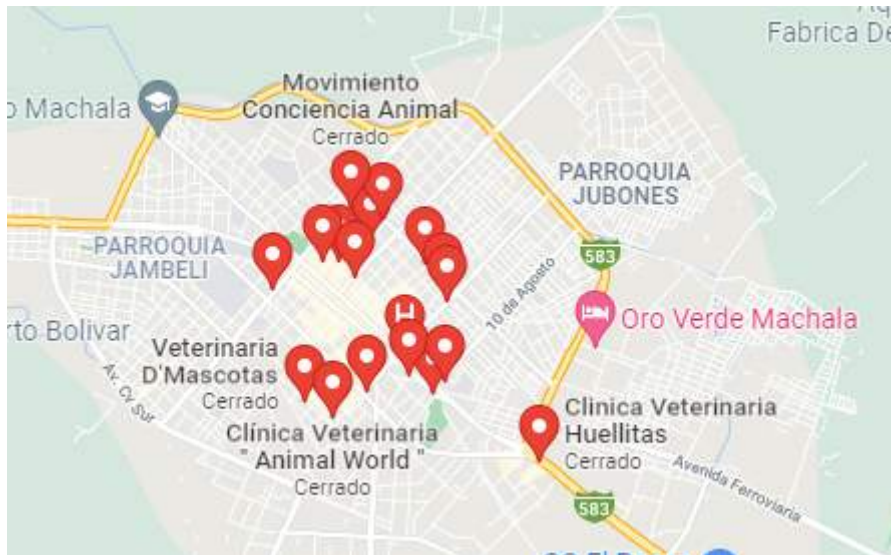 Fabrica De
Movimiento
Conciencia Animal
Cerrado
o Machala
PARROQUIA
JUBONES
PARROQUIA
JAMBELI
583
10 de Agosto
Oro Verde Machala
rto Bolivar
Veterinaria
D'Mascotas
Cerrado
Av. Cv Sur
Clínica Veterinaria
" Animal World "
Cerrado
Clinica Veterinaria
Huellitas
Cerrado
Avenida Ferroviaria
583